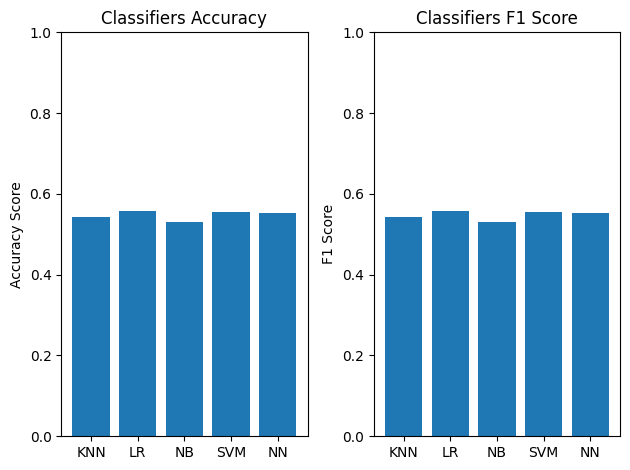 Classifiers Accuracy
Accuracy Score
1.0
0.8
0.6
0.4
0.2
0.0
KNN LR NB SVM NN
Classifiers F1 Score
F1 Score
1.0
0.8
0.6
0.4
0.2
0.0
KNN LR NB SVM NN